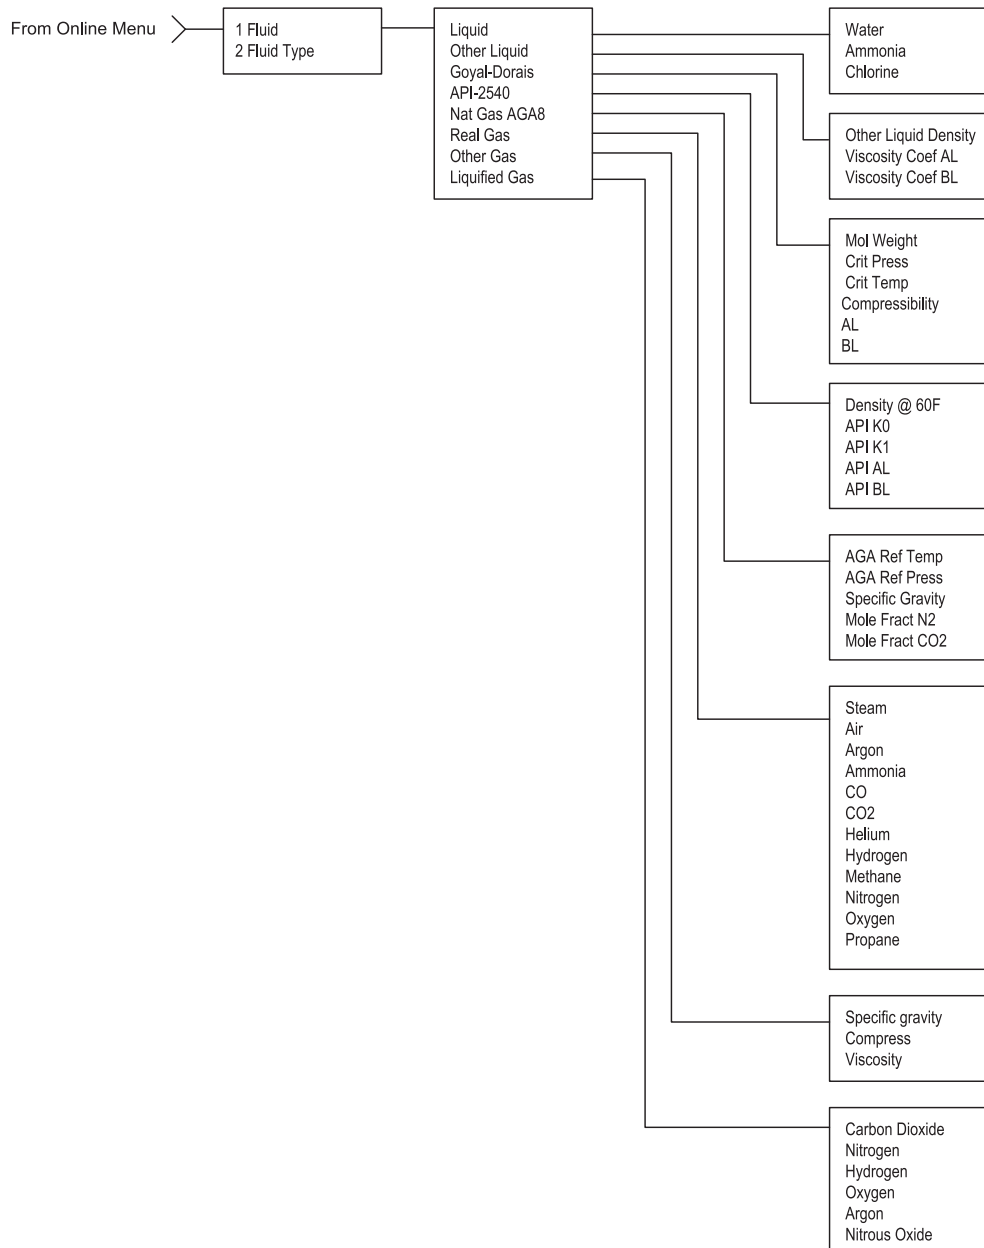 From Online Menu
1 Fluid
2 Fluid Type
Liquid
Other Liquid
Goyal-Dorais
API-2540
Nat Gas AGA8
Real Gas
Other Gas
Liquified Gas
Water
Ammonia
Chlorine
Other Liquid Density
Viscosity Coef AL
Viscosity Coef BL
Mol Weight
Crit Press
Crit Temp
Compressibility
AL
BL
Density @ 60F
API K0
API K1
API AL
API BL
AGA Ref Temp
AGA Ref Press
Specific Gravity
Mole Fract N2
Mole Fract CO2
Steam
Air
Argon
Ammonia
CO
CO2
Helium
Hydrogen
Methane
Nitrogen
Oxygen
Propane
Specific gravity
Compress
Viscosity
Carbon Dioxide
Nitrogen
Hydrogen
Oxygen
Argon
Nitrous Oxide